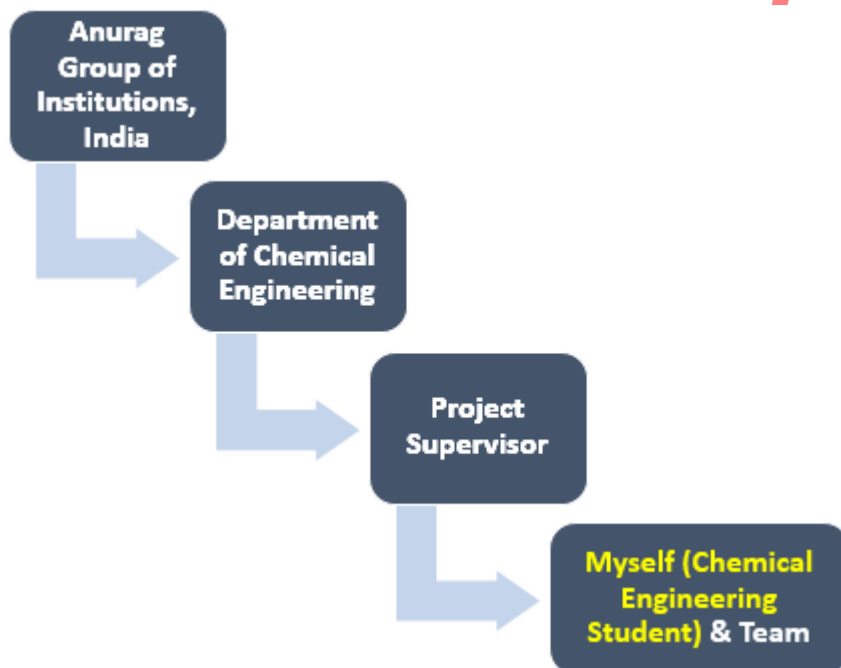 Anurag
Group of
Institutions,
India
Department
of Chemical
Engineering
Project
Supervisor
Myself (Chemical
Engineering
Student) & Team